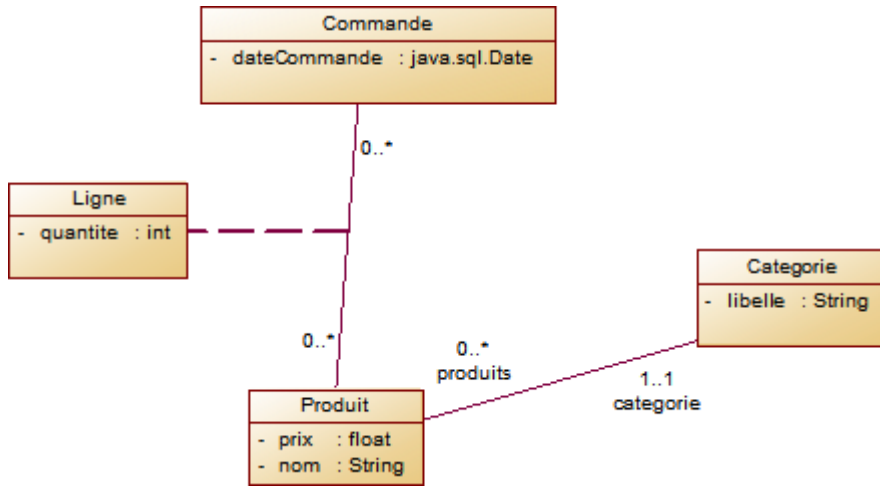 Commande
- dateCommande : java.sql.Date
0..*
Ligne
- quantite : int
Categorie
- libelle : String
0..*
0..*
produits
1..1
categorie
Produit
- prix : float
- nom : String